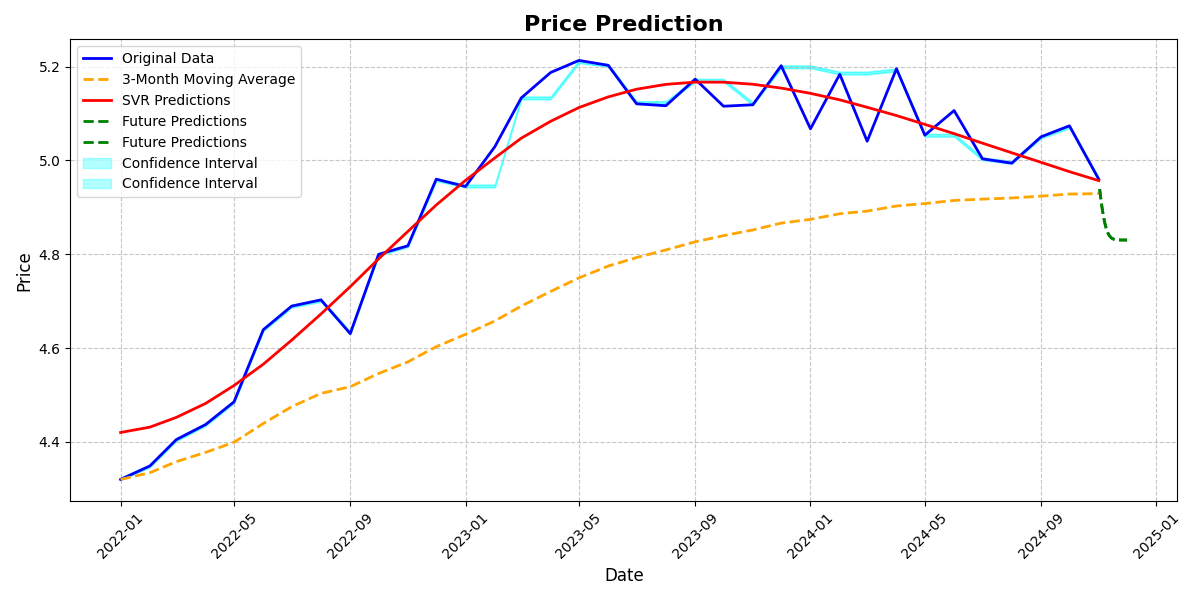 Price Prediction
Original Data
3-Month Moving Average
SVR Predictions
Future Predictions
Future Predictions
Confidence Interval
Confidence Interval
5.2
5.0
4.8
4.6
4.4
Price
2022-01
2022-05
2022-09
2023-01
2023-05
2023-09
2024-01
2024-05
2024-09
2025-01
Date